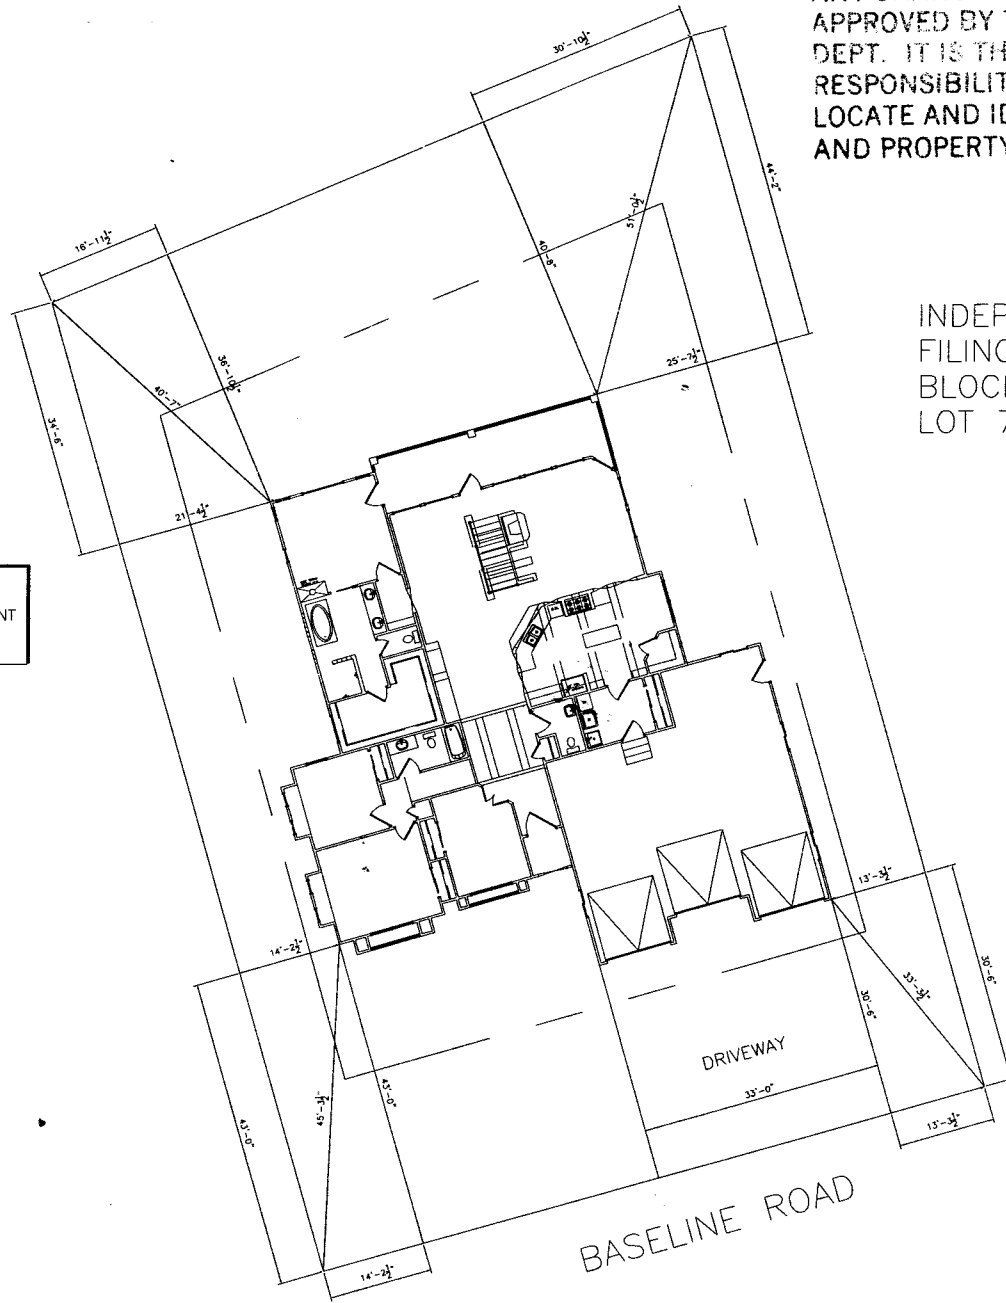 APPROVED BY T
DEPT. IT IS TH
RESPONSIBILIT
LOCATE AND ID
AND PROPERTY
30'-10½"
44'-2"
51'-0½"
40'-8"
16'-11½"
36'-10½"
40'-7"
34'-8"
25'-7½"
21'-4½"
INDEP
FILING
BLOCK
LOT 7
NT
13'-3½"
14'-2½"
30'-6"
33'-3½"
30'-6"
DRIVEWAY
33'-0"
43'-0"
45'-3½"
43'-0"
13'-3½"
14'-2½"
BASELINE ROAD